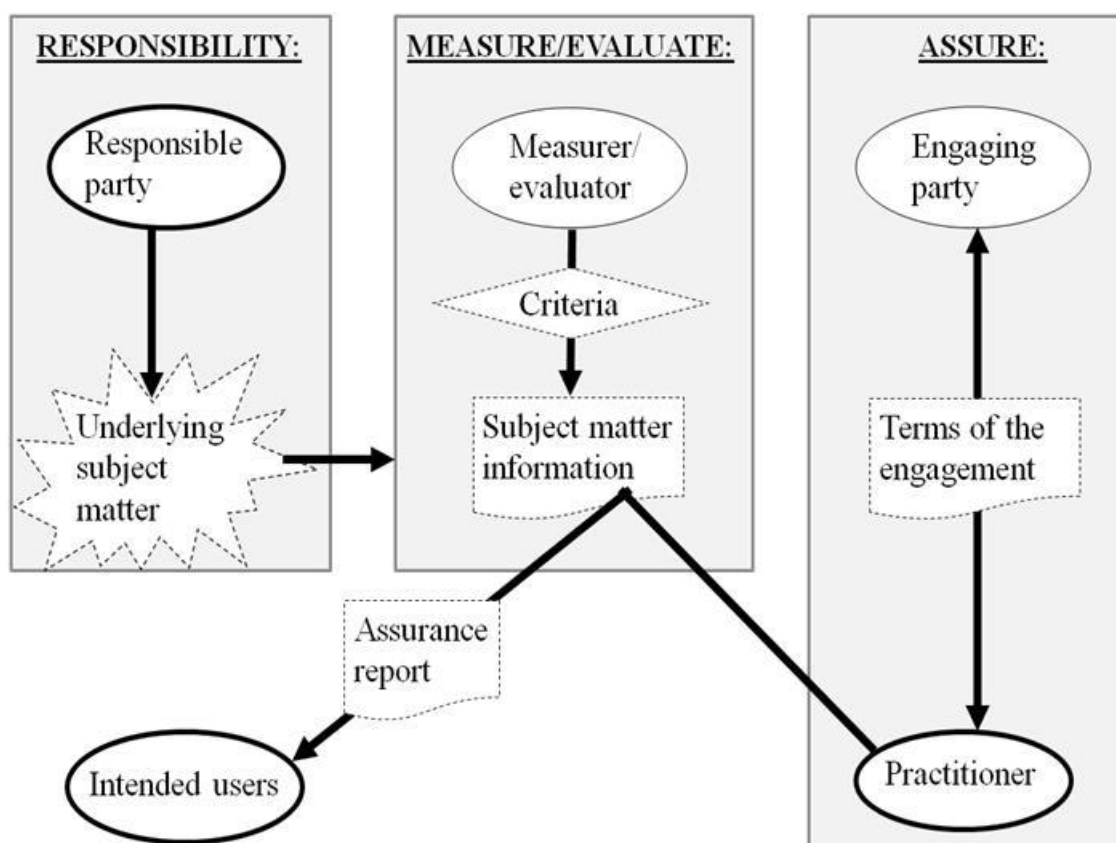 RESPONSIBILITY:
Responsible
party
Underlying
subject
matter
MEASURE/EVALUATE:
Measurer/
evaluator
Criteria
Subject matter
information
ASSURE:
Engaging
party
Terms of the
engagement
Practitioner
Assurance
report
Intended users